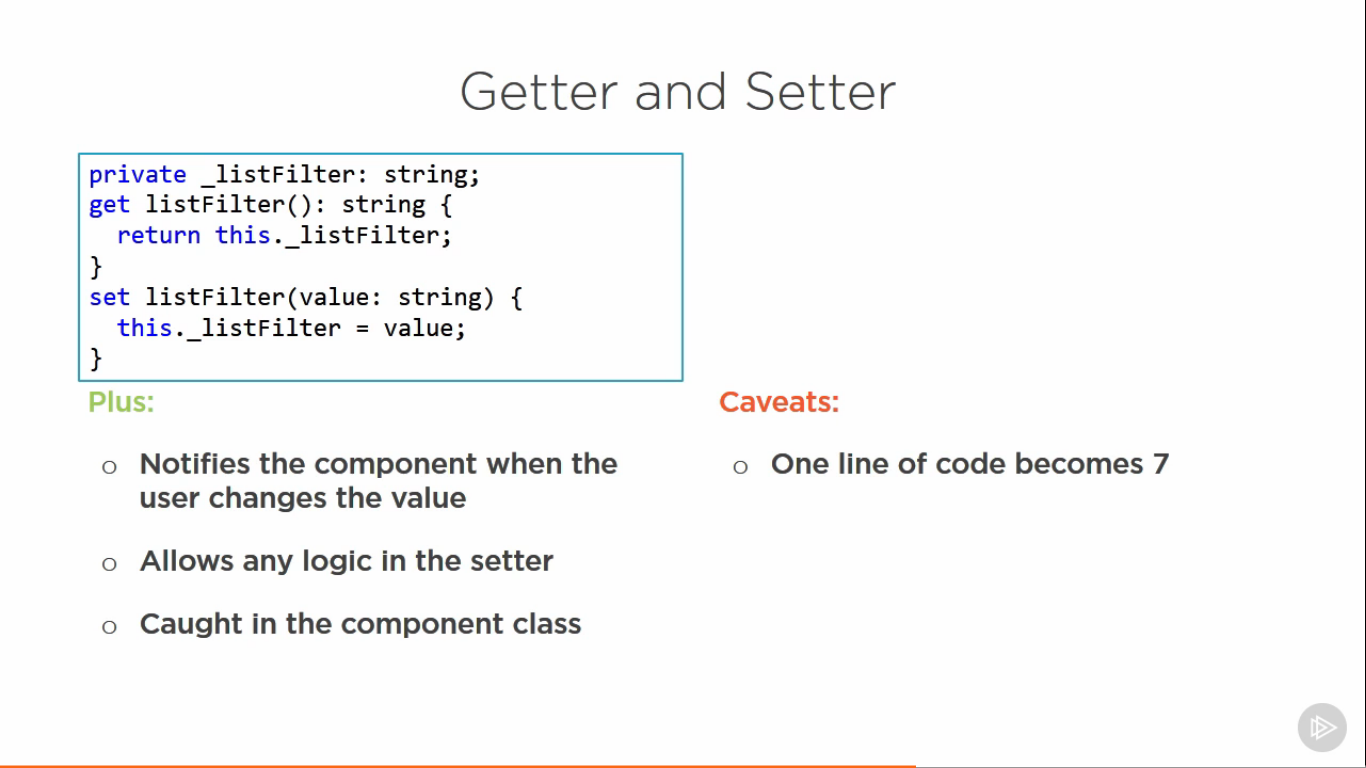 Getter and Setter
private _listFilter: string;
get listFilter(): string {
  return this._listFilter;
}
set listFilter(value: string) {
  this._listFilter = value;
}
Plus:
o Notifies the component when the
user changes the value
o Allows any logic in the setter
o Caught in the component class
Caveats:
o One line of code becomes 7